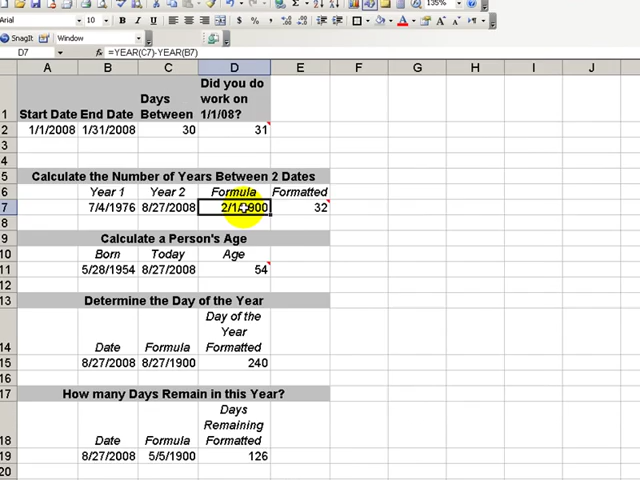 Arial 10 B I U $ % 135%
SnagIt Window
D7 =YEAR(C7)-YEAR(B7)
A B C D E F G H I J
1 Start Date End Date Days Between Did you do work on 1/1/08?
2 1/1/2008 1/31/2008 30 31
3
4
5 Calculate the Number of Years Between 2 Dates
6 Year 1 Year 2 Formula Formatted
7 7/4/1976 8/27/2008 2/1/1900 32
8
9 Calculate a Person's Age
10 Born Today Age
11 5/28/1954 8/27/2008 54
12
13 Determine the Day of the Year
14 Date Formula Day of the Year Formatted
15 8/27/2008 8/27/1900 240
16
17 How many Days Remain in this Year?
18 Date Formula Days Remaining Formatted
19 8/27/2008 5/5/1900 126
20